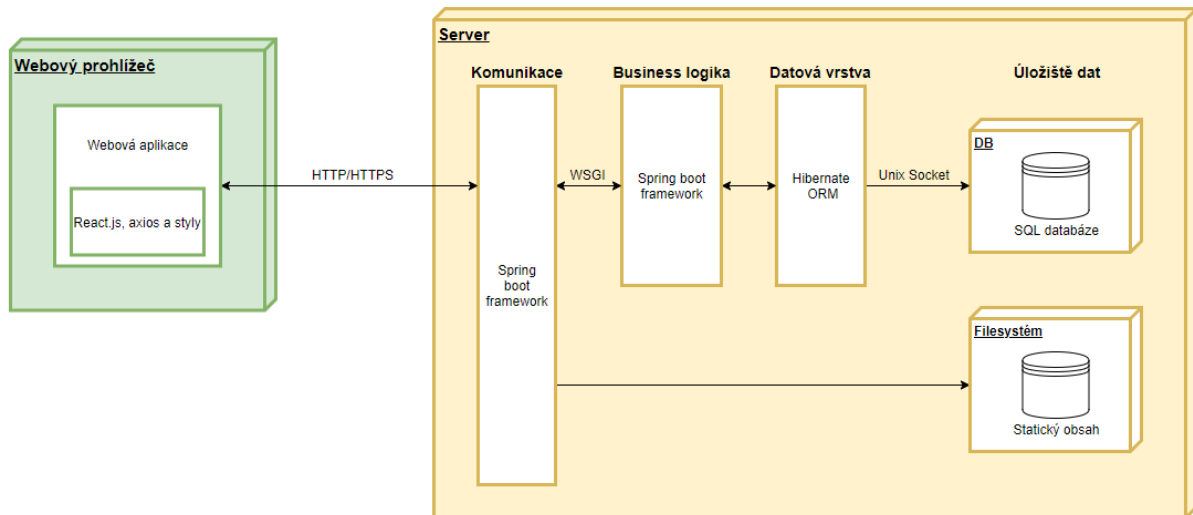 Webový prohlížeč
Webová aplikace
React.js, axios a styly
HTTP/HTTPS
Server
Komunikace
Spring
boot
framework
WSGI
Business logika
Spring boot
framework
Datová vrstva
Hibernate
ORM
Unix Socket
Úložiště dat
DB
SQL databáze
Filesystém
Statický obsah